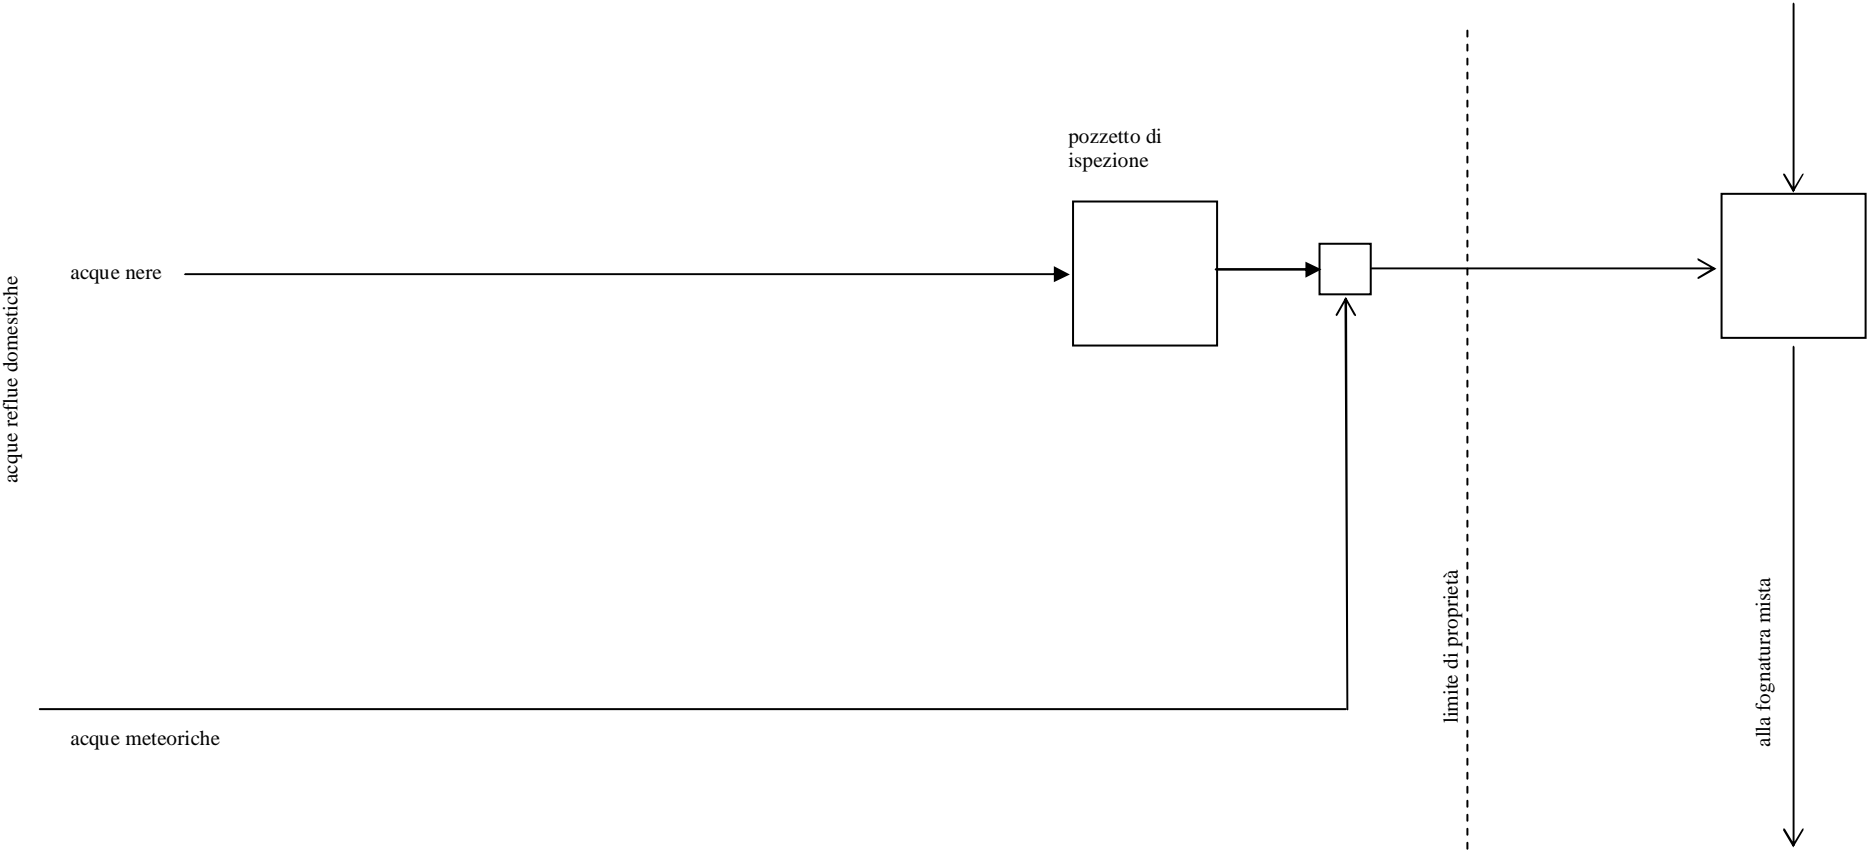 pozzetto di
ispezione
acque nere
acque reflue domestiche
limite di proprietà
alla fognatura mista
acque meteoriche